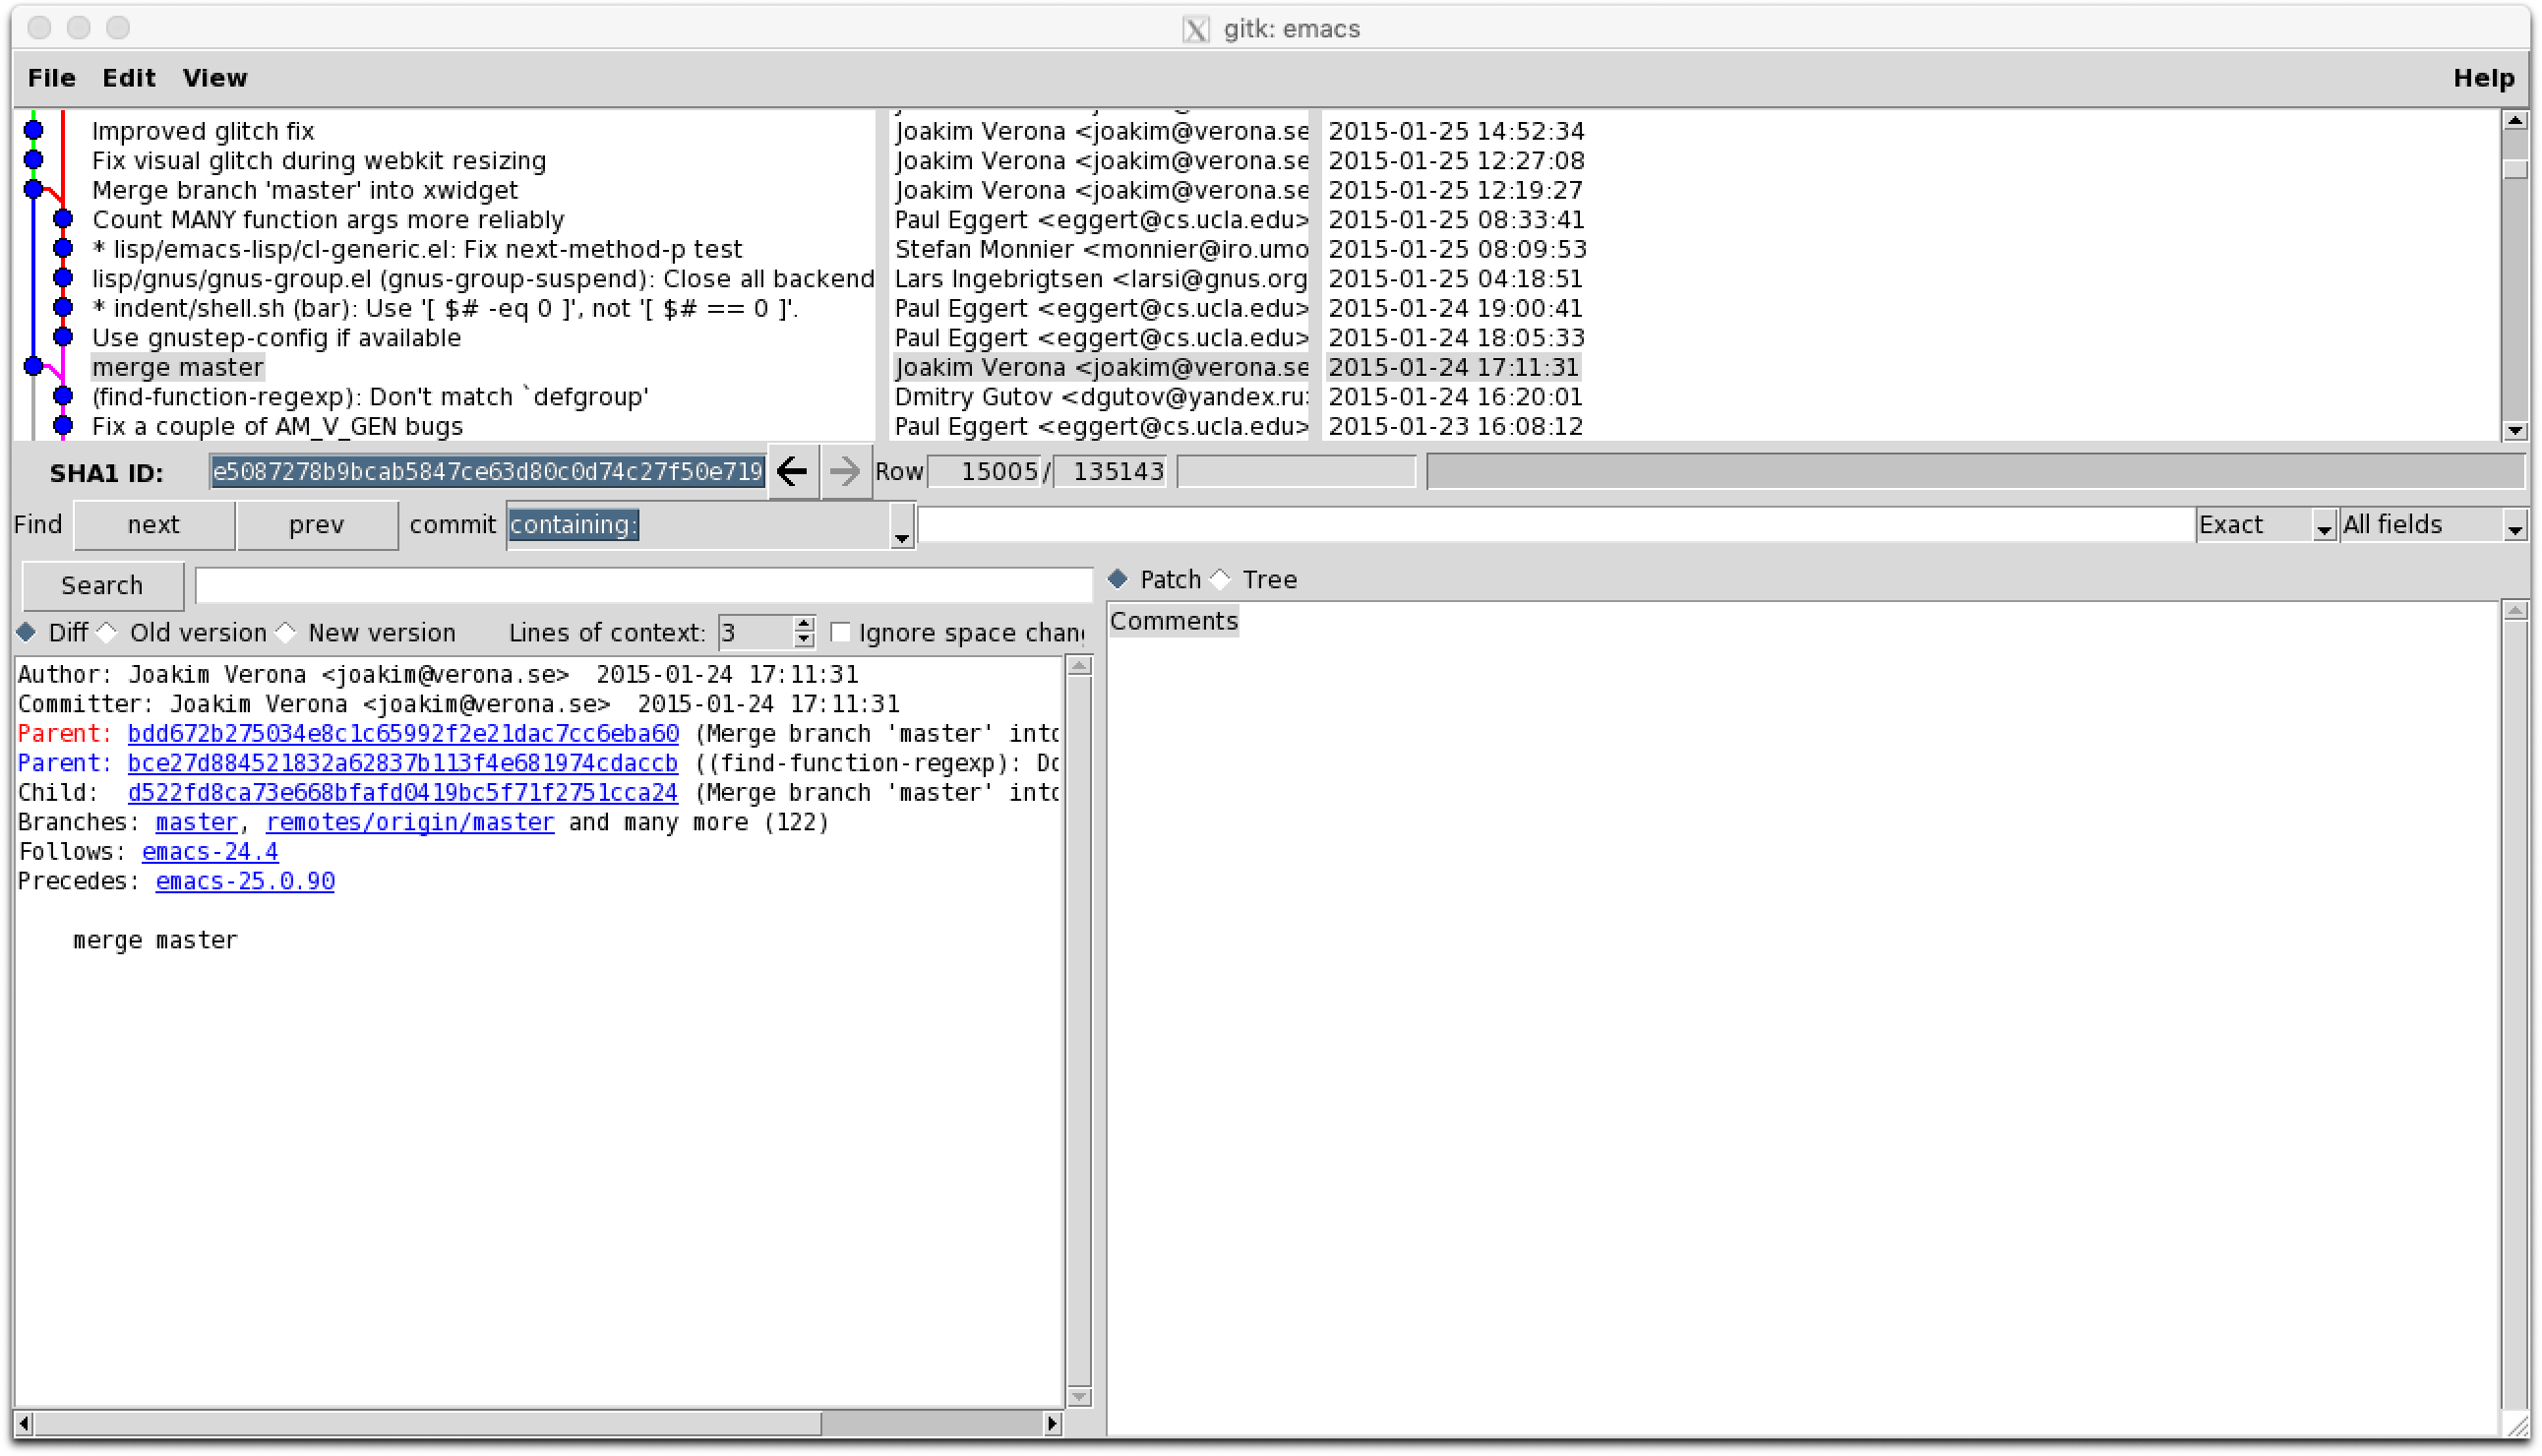 gitk: emacs
File Edit View Help
Improved glitch fix Joakim Verona <joakim@verona.se 2015-01-25 14:52:34
Fix visual glitch during webkit resizing Joakim Verona <joakim@verona.se 2015-01-25 12:27:08
Merge branch 'master' into xwidget Joakim Verona <joakim@verona.se 2015-01-25 12:19:27
Count MANY function args more reliably Paul Eggert <eggert@cs.ucla.edu> 2015-01-25 08:33:41
* lisp/emacs-lisp/cl-generic.el: Fix next-method-p test Stefan Monnier <monnier@iro.umo 2015-01-25 08:09:53
lisp/gnus/gnus-group.el (gnus-group-suspend): Close all backend Lars Ingebrigtsen <larsi@gnus.org 2015-01-25 04:18:51
* indent/shell.sh (bar): Use '[ $# -eq 0 ]', not '[ $# == 0 ]'. Paul Eggert <eggert@cs.ucla.edu> 2015-01-24 19:00:41
Use gnustep-config if available Paul Eggert <eggert@cs.ucla.edu> 2015-01-24 18:05:33
merge master Joakim Verona <joakim@verona.se 2015-01-24 17:11:31
(find-function-regexp): Don't match `defgroup' Dmitry Gutov <dgutov@yandex.ru> 2015-01-24 16:20:01
Fix a couple of AM_V_GEN bugs Paul Eggert <eggert@cs.ucla.edu> 2015-01-23 16:08:12
SHA1 ID: e5087278b9bcab5847ce63d80c0d74c27f50e719 Row 15005 / 135143
Find next prev commit containing: Exact All fields
Search Patch Tree
Diff Old version New version Lines of context: 3 Ignore space chang
Comments
Author: Joakim Verona <joakim@verona.se> 2015-01-24 17:11:31
Committer: Joakim Verona <joakim@verona.se> 2015-01-24 17:11:31
Parent: bdd672b275034e8c1c65992f2e21dac7cc6eba60 (Merge branch 'master' into
Parent: bce27d884521832a62837b113f4e681974cdaccb ((find-function-regexp): Do
Child: d522fd8ca73e668bfafd0419bc5f71f2751cca24 (Merge branch 'master' into
Branches: master, remotes/origin/master and many more (122)
Follows: emacs-24.4
Precedes: emacs-25.0.90
merge master